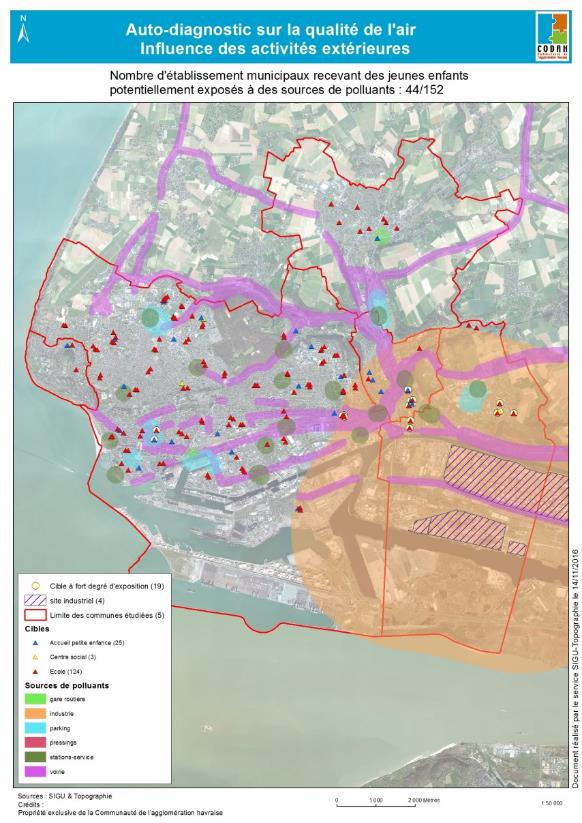 N
Auto-diagnostic sur la qualité de l'air
Influence des activités extérieures
CODAH
Nombre d'établissement municipaux recevant des jeunes enfants
potentiellement exposés à des sources de polluants : 44/152
Cible à fort degré d'exposition (19)
site industriel (4)
Limite des communes étudiées (5)
Cibles
Accueil petite enfance (25)
Centre social (3)
Ecole (124)
Sources de polluants
gare routiere
industrie
parking
pressings
stations-service
voirie
Document réalisé par le service SIGU-Topographie le 14/11/2016
Sources : SIGU & Topographie
Crédits :
Propriété exclusive de la Communauté de l'agglomération havraise
0 1 000 2 000 Mètres
1:50 000